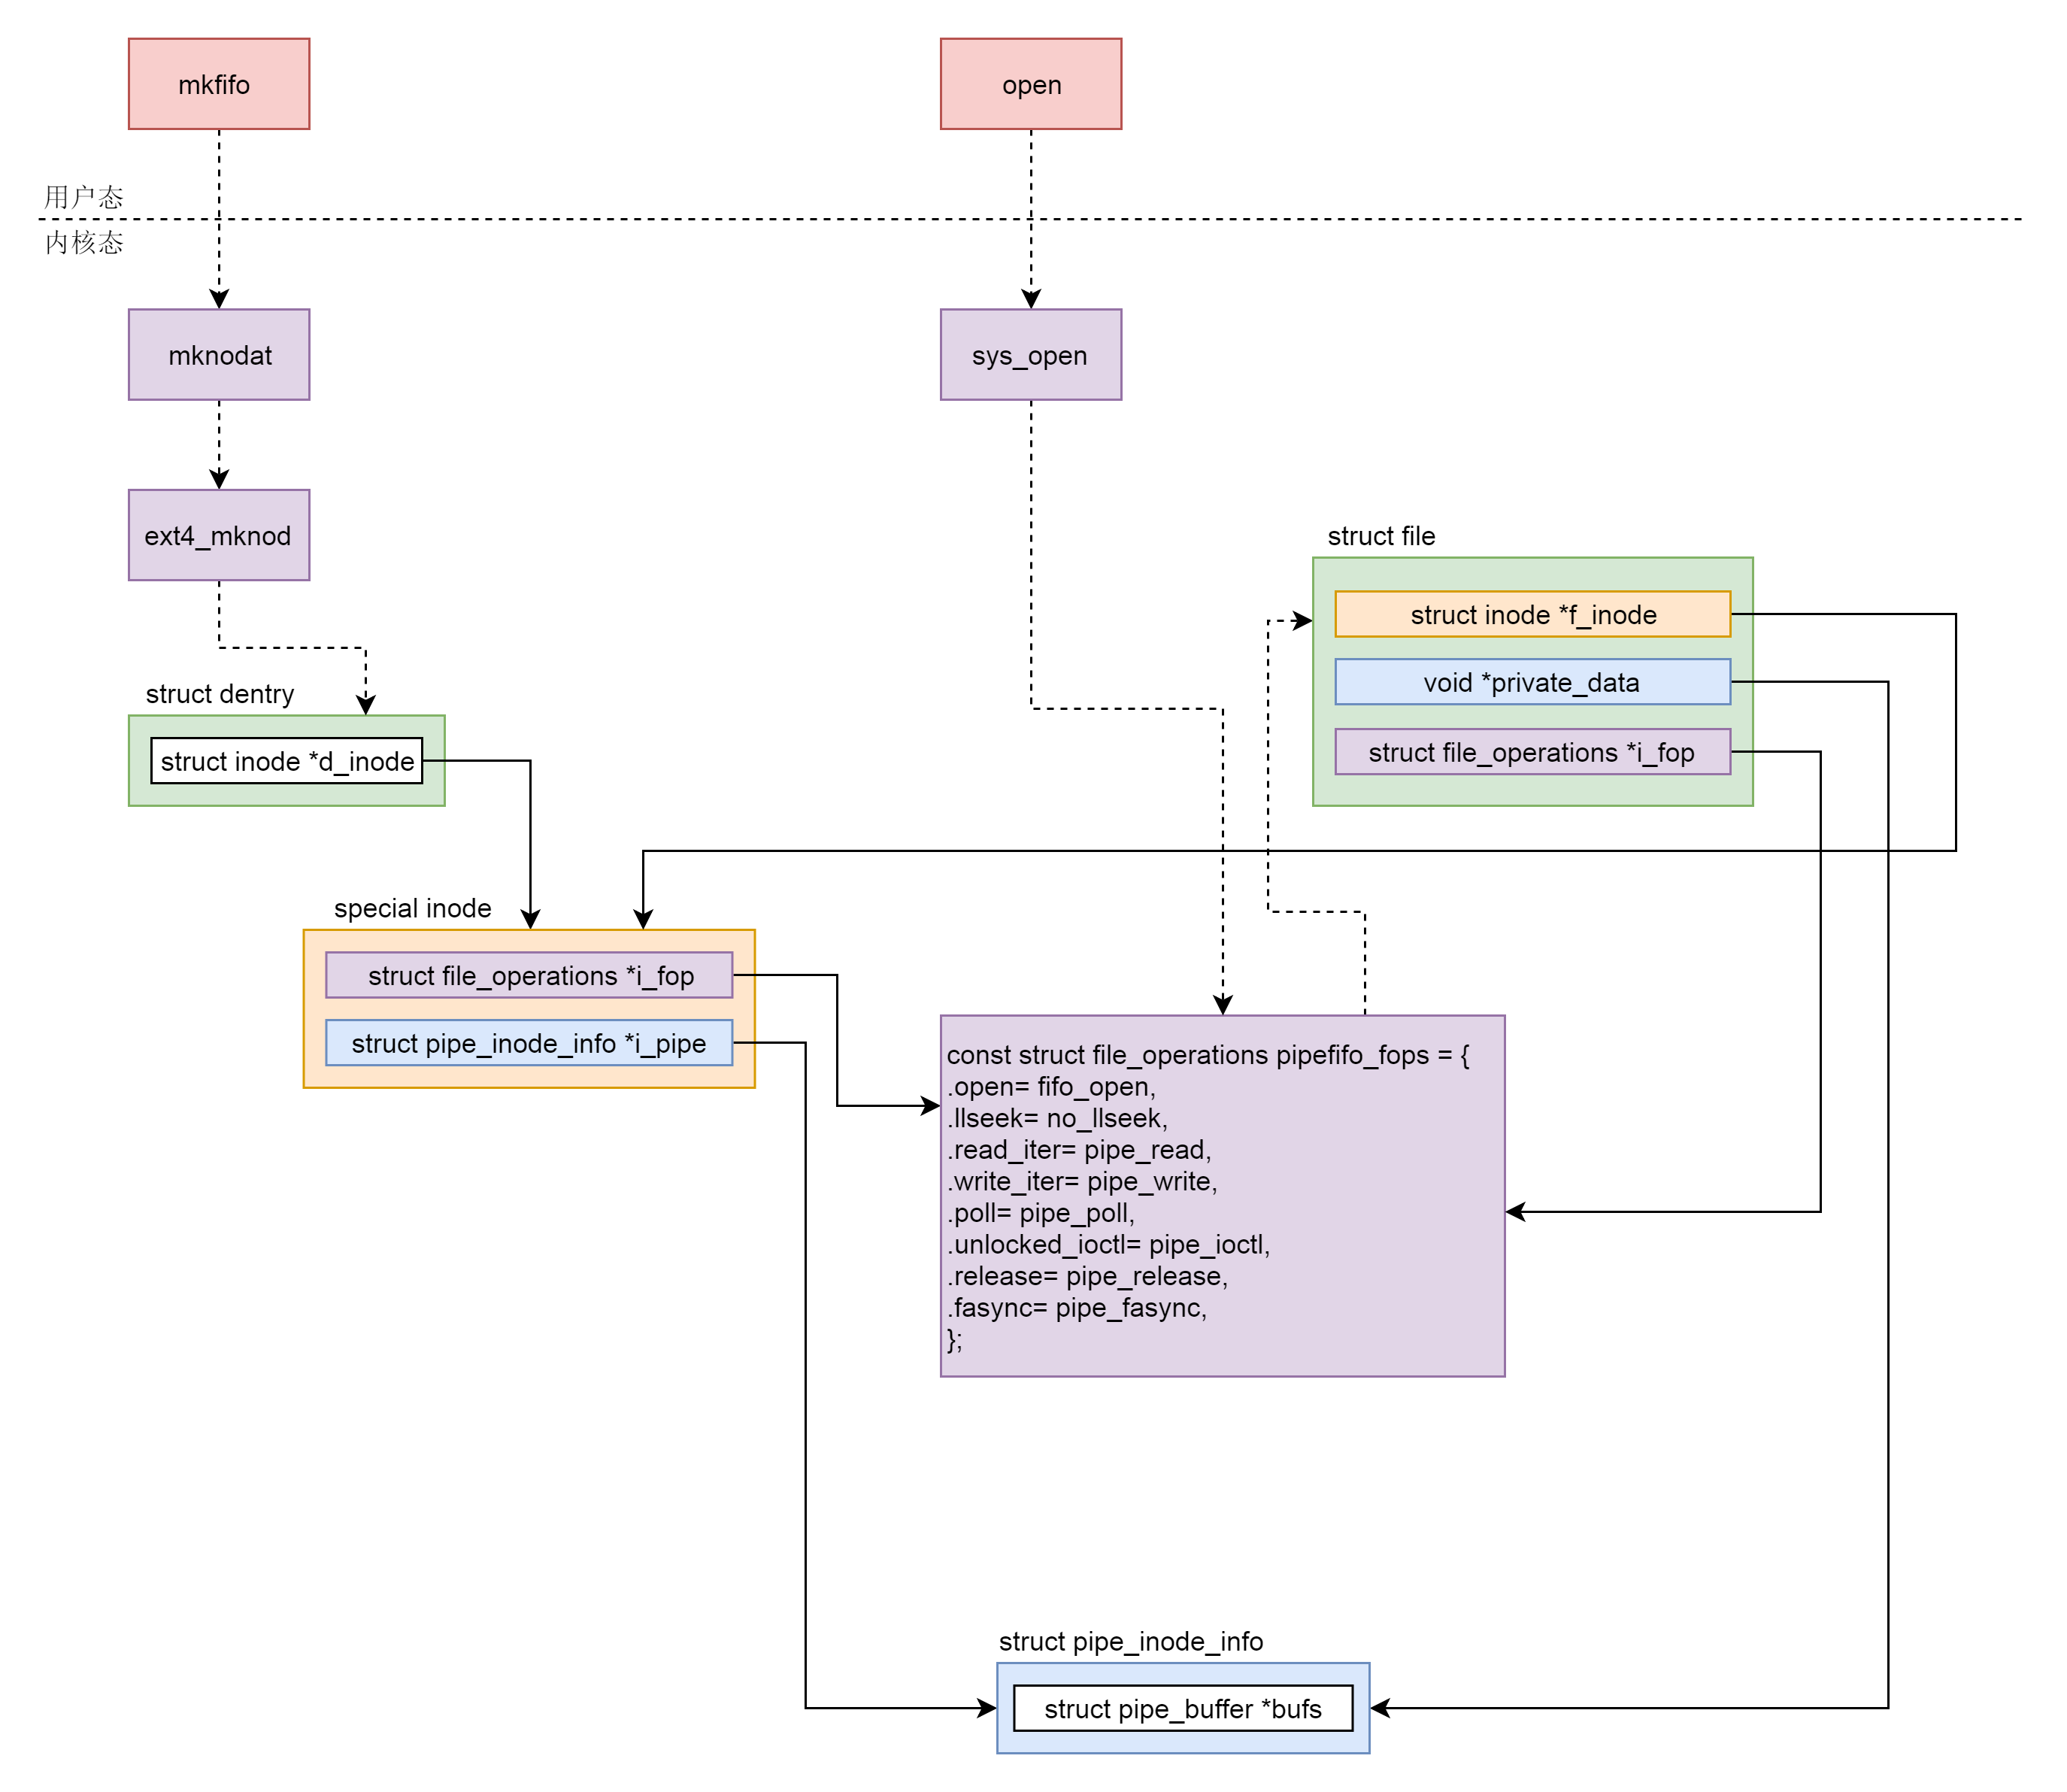 mkfifo
open
用户态
内核态
mknodat
sys_open
ext4_mknod
struct file
struct inode *f_inode
void *private_data
struct file_operations *i_fop
struct dentry
struct inode *d_inode
special inode
struct file_operations *i_fop
struct pipe_inode_info *i_pipe
const struct file_operations pipefifo_fops = {
.open= fifo_open,
.llseek= no_llseek,
.read_iter= pipe_read,
.write_iter= pipe_write,
.poll= pipe_poll,
.unlocked_ioctl= pipe_ioctl,
.release= pipe_release,
.fasync= pipe_fasync,
};
struct pipe_inode_info
struct pipe_buffer *bufs